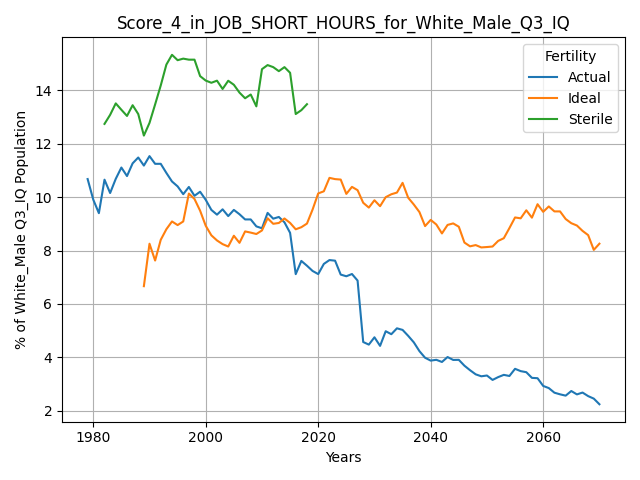 Score_4_in_JOB_SHORT_HOURS_for_White_Male_Q3_IQ
Fertility
Actual
Ideal
Sterile
% of White_Male Q3_IQ Population
14
12
10
8
6
4
2
1980 2000 2020 2040 2060
Years